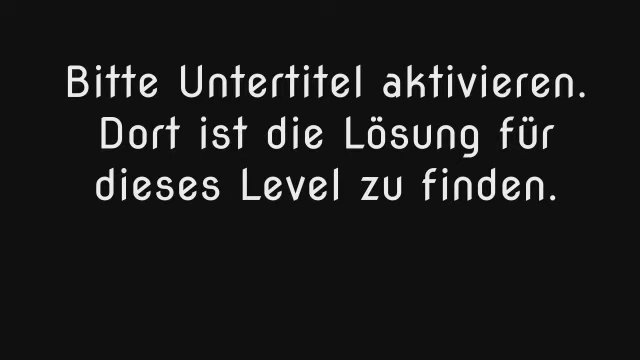 Bitte Untertitel aktivieren.
Dort ist die Lösung für
dieses Level zu finden.